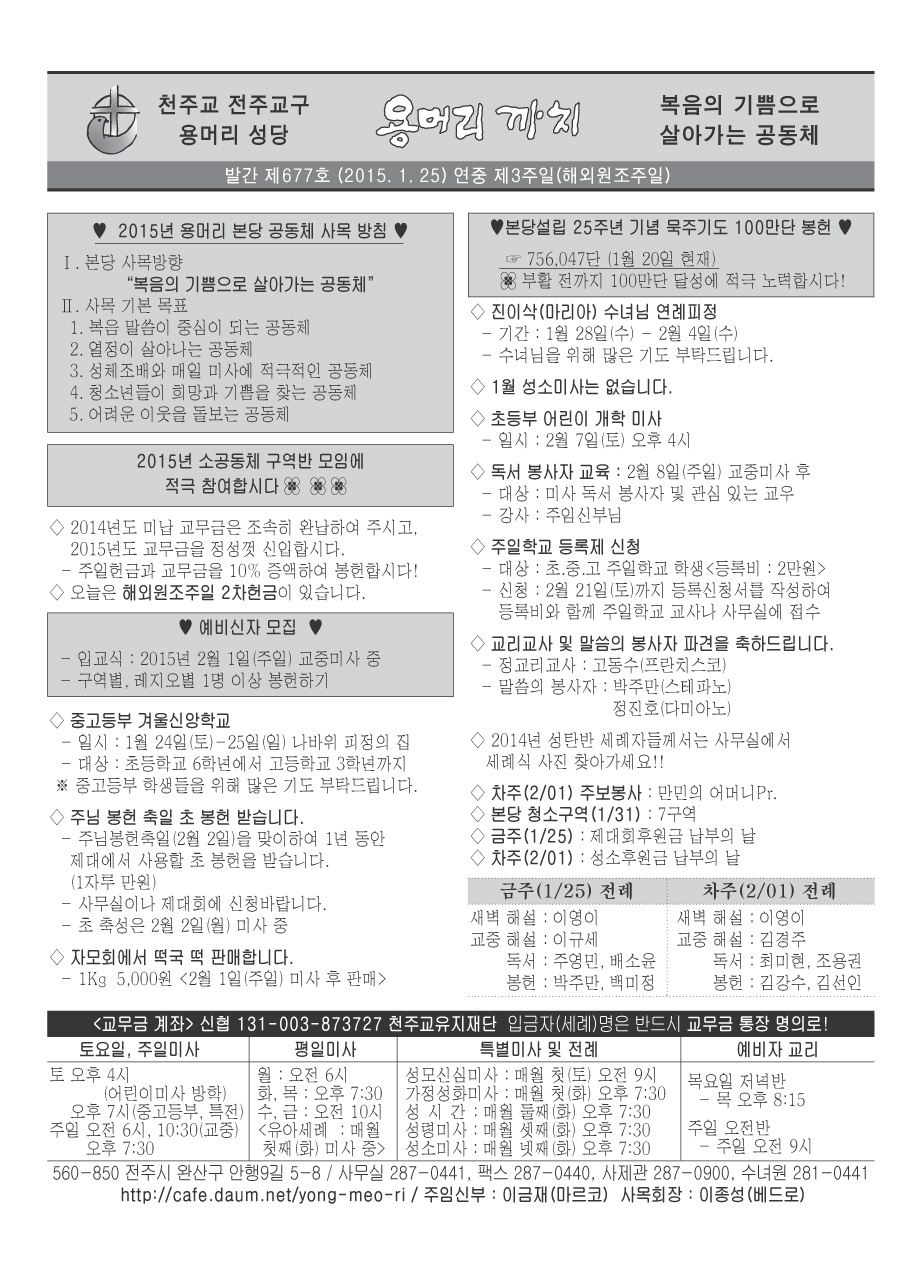 천주교 전주교구
용머리 성당
용머리 까치
복음의 기쁨으로
살아가는 공동체
발간 제677호 (2015. 1. 25) 연중 제3주일(해외원조주일)
♥ 2015년 용머리 본당 공동체 사목 방침 ♥
Ⅰ. 본당 사목방향
“복음의 기쁨으로 살아가는 공동체”
Ⅱ. 사목 기본 목표
1. 복음 말씀이 중심이 되는 공동체
2. 열정이 살아나는 공동체
3. 성체조배와 매일 미사에 적극적인 공동체
4. 청소년들이 희망과 기쁨을 찾는 공동체
5. 어려운 이웃을 돌보는 공동체
2015년 소공동체 구역반 모임에
적극 참여합시다
◇ 2014년도 미납 교무금은 조속히 완납하여 주시고,
2015년도 교무금을 정성껏 신입합시다.
- 주일헌금과 교무금을 10% 증액하여 봉헌합시다!
◇ 오늘은 해외원조주일 2차헌금이 있습니다.
♥ 예비신자 모집 ♥
- 입교식 : 2015년 2월 1일(주일) 교중미사 중
- 구역별, 레지오별 1명 이상 봉헌하기
◇ 중고등부 겨울신앙학교
- 일시 : 1월 24일(토)-25일(일) 나바위 피정의 집
- 대상 : 초등학교 6학년에서 고등학교 3학년까지
※ 중고등부 학생들을 위해 많은 기도 부탁드립니다.
◇ 주님 봉헌 축일 초 봉헌 받습니다.
- 주님봉헌축일(2월 2일)을 맞이하여 1년 동안
제대에서 사용할 초 봉헌을 받습니다.
(1자루 만원)
- 사무실이나 제대회에 신청바랍니다.
- 초 축성은 2월 2일(월) 미사 중
◇ 자모회에서 떡국 떡 판매합니다.
- 1Kg 5,000원 <2월 1일(주일) 미사 후 판매>
♥본당설립 25주년 기념 묵주기도 100만단 봉헌 ♥
☞ 756,047단 (1월 20일 현재)
부활 전까지 100만단 달성에 적극 노력합시다!
◇ 진이삭(마리아) 수녀님 연례피정
- 기간 : 1월 28일(수) - 2월 4일(수)
- 수녀님을 위해 많은 기도 부탁드립니다.
◇ 1월 성소미사는 없습니다.
◇ 초등부 어린이 개학 미사
- 일시 : 2월 7일(토) 오후 4시
◇ 독서 봉사자 교육 : 2월 8일(주일) 교중미사 후
- 대상 : 미사 독서 봉사자 및 관심 있는 교우
- 강사 : 주임신부님
◇ 주일학교 등록제 신청
- 대상 : 초.중.고 주일학교 학생<등록비 : 2만원>
- 신청 : 2월 21일(토)까지 등록신청서를 작성하여
등록비와 함께 주일학교 교사나 사무실에 접수
◇ 교리교사 및 말씀의 봉사자 파견을 축하드립니다.
- 정교리교사 : 고동수(프란치스코)
- 말씀의 봉사자 : 박주만(스테파노)
정진호(다미아노)
◇ 2014년 성탄반 세례자들께서는 사무실에서
세례식 사진 찾아가세요!!
◇ 차주(2/01) 주보봉사 : 만민의 어머니Pr.
◇ 본당 청소구역(1/31) : 7구역
◇ 금주(1/25) : 제대회후원금 납부의 날
◇ 차주(2/01) : 성소후원금 납부의 날
금주(1/25) 전례 차주(2/01) 전례
새벽 해설 : 이영이 새벽 해설 : 이영이
교중 해설 : 이규세 교중 해설 : 김경주
독서 : 주영민, 배소윤 독서 : 최미현, 조용권
봉헌 : 박주만, 백미정 봉헌 : 김강수, 김선인
<교무금 계좌> 신협 131-003-873727 천주교유지재단 입금자(세례)명은 반드시 교무금 통장 명의로!
토요일, 주일미사 평일미사 특별미사 및 전례 예비자 교리
토 오후 4시
(어린이미사 방학)
오후 7시(중고등부, 특전)
주일 오전 6시, 10:30(교중)
오후 7:30
월 : 오전 6시
화, 목 : 오후 7:30
수, 금 : 오전 10시
<유아세례 : 매월
첫째(화) 미사 중>
성모신심미사 : 매월 첫(토) 오전 9시
가정성화미사 : 매월 첫(화) 오후 7:30
성 시 간 : 매월 둘째(화) 오후 7:30
성령미사 : 매월 셋째(화) 오후 7:30
성소미사 : 매월 넷째(화) 오후 7:30
목요일 저녁반
- 목 오후 8:15
주일 오전반
- 주일 오전 9시
560-850 전주시 완산구 안행9길 5-8 / 사무실 287-0441, 팩스 287-0440, 사제관 287-0900, 수녀원 281-0441
http://cafe.daum.net/yong-meo-ri / 주임신부 : 이금재(마르코) 사목회장 : 이종성(베드로)